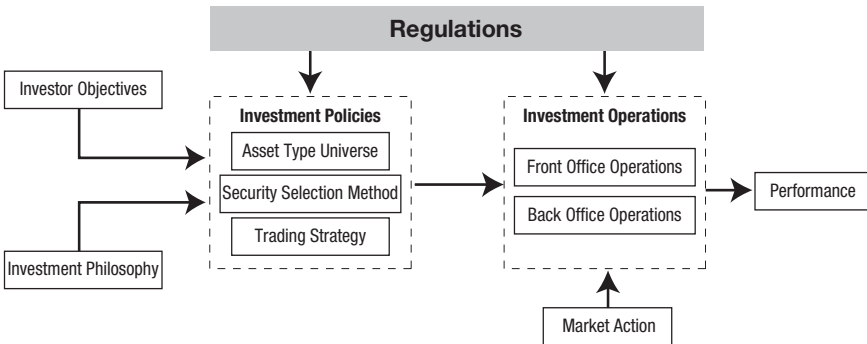 Regulations
Investor Objectives
Investment Policies
Investment Operations
Asset Type Universe
Front Office Operations
Security Selection Method
Performance
Back Office Operations
Trading Strategy
Investment Philosophy
Market Action